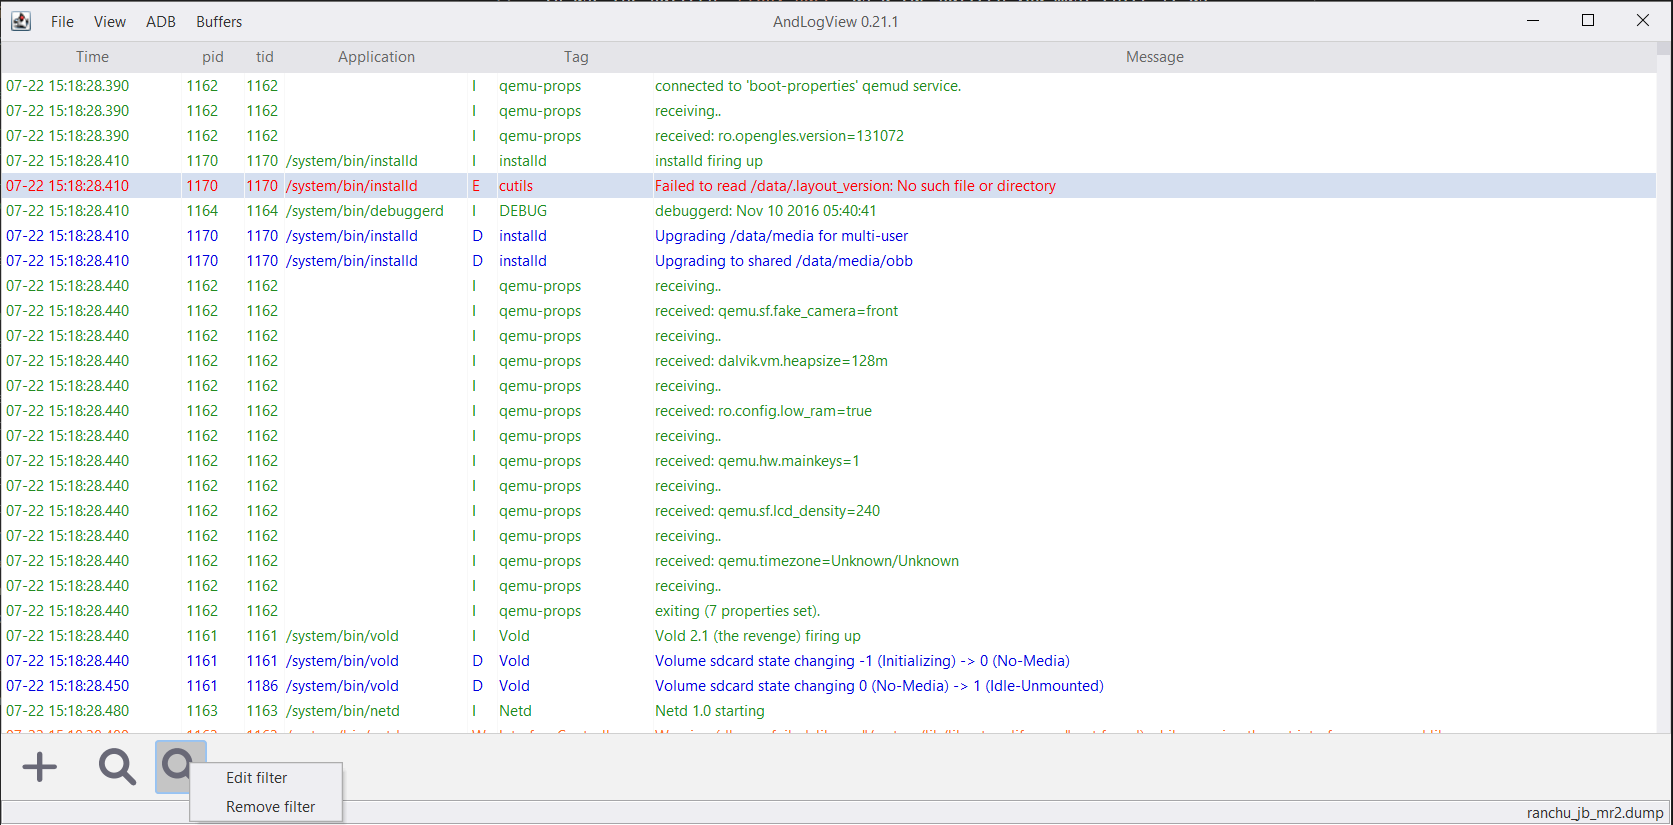 File View ADB Buffers AndLogView 0.21.1
Time pid tid Application Tag Message
07-22 15:18:28.390 1162 1162 I qemu-props connected to 'boot-properties' qemud service.
07-22 15:18:28.390 1162 1162 I qemu-props receiving..
07-22 15:18:28.390 1162 1162 I qemu-props received: ro.opengles.version=131072
07-22 15:18:28.410 1170 1170 /system/bin/installd I installd installd firing up
07-22 15:18:28.410 1170 1170 /system/bin/installd E cutils Failed to read /data/.layout_version: No such file or directory
07-22 15:18:28.410 1164 1164 /system/bin/debuggerd I DEBUG debuggerd: Nov 10 2016 05:40:41
07-22 15:18:28.410 1170 1170 /system/bin/installd D installd Upgrading /data/media for multi-user
07-22 15:18:28.410 1170 1170 /system/bin/installd D installd Upgrading to shared /data/media/obb
07-22 15:18:28.440 1162 1162 I qemu-props receiving..
07-22 15:18:28.440 1162 1162 I qemu-props received: qemu.sf.fake_camera=front
07-22 15:18:28.440 1162 1162 I qemu-props receiving..
07-22 15:18:28.440 1162 1162 I qemu-props received: dalvik.vm.heapsize=128m
07-22 15:18:28.440 1162 1162 I qemu-props receiving..
07-22 15:18:28.440 1162 1162 I qemu-props received: ro.config.low_ram=true
07-22 15:18:28.440 1162 1162 I qemu-props receiving..
07-22 15:18:28.440 1162 1162 I qemu-props received: qemu.hw.mainkeys=1
07-22 15:18:28.440 1162 1162 I qemu-props receiving..
07-22 15:18:28.440 1162 1162 I qemu-props received: qemu.sf.lcd_density=240
07-22 15:18:28.440 1162 1162 I qemu-props receiving..
07-22 15:18:28.440 1162 1162 I qemu-props received: qemu.timezone=Unknown/Unknown
07-22 15:18:28.440 1162 1162 I qemu-props receiving..
07-22 15:18:28.440 1162 1162 I qemu-props exiting (7 properties set).
07-22 15:18:28.440 1161 1161 /system/bin/vold I Vold Vold 2.1 (the revenge) firing up
07-22 15:18:28.440 1161 1161 /system/bin/vold D Vold Volume sdcard state changing -1 (Initializing) -> 0 (No-Media)
07-22 15:18:28.450 1161 1186 /system/bin/vold D Vold Volume sdcard state changing 0 (No-Media) -> 1 (Idle-Unmounted)
07-22 15:18:28.480 1163 1163 /system/bin/netd I Netd Netd 1.0 starting
Edit filter
Remove filter
ranchu_jb_mr2.dump